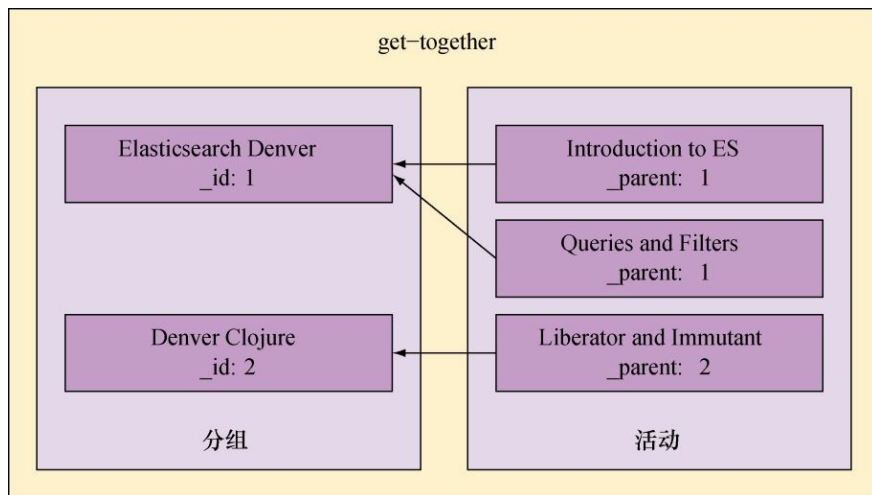 get-together
Elasticsearch Denver
_id: 1
Denver Clojure
_id: 2
分组
Introduction to ES
_parent: 1
Queries and Filters
_parent: 1
Liberator and Immutant
_parent: 2
活动